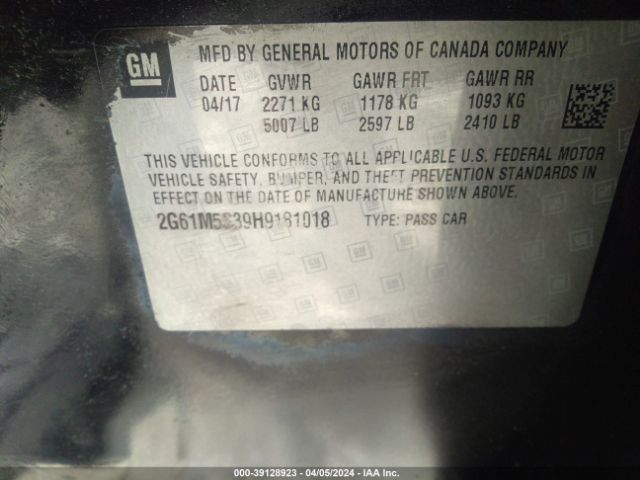 GM
MFD BY GENERAL MOTORS OF CANADA COMPANY
DATE GVWR GAWR FRT GAWR RR
04/17 2271 KG 1178 KG 1093 KG
5007 LB 2597 LB 2410 LB
THIS VEHICLE CONFORMS TO ALL APPLICABLE U.S. FEDERAL MOTOR
VEHICLE SAFETY, BUMPER, AND THEFT PREVENTION STANDARDS IN
EFFECT ON THE DATE OF MANUFACTURE SHOWN ABOVE.
2G61M5S39H9181018 TYPE: PASS CAR
000-39128923 - 04/05/2024 - IAA Inc.